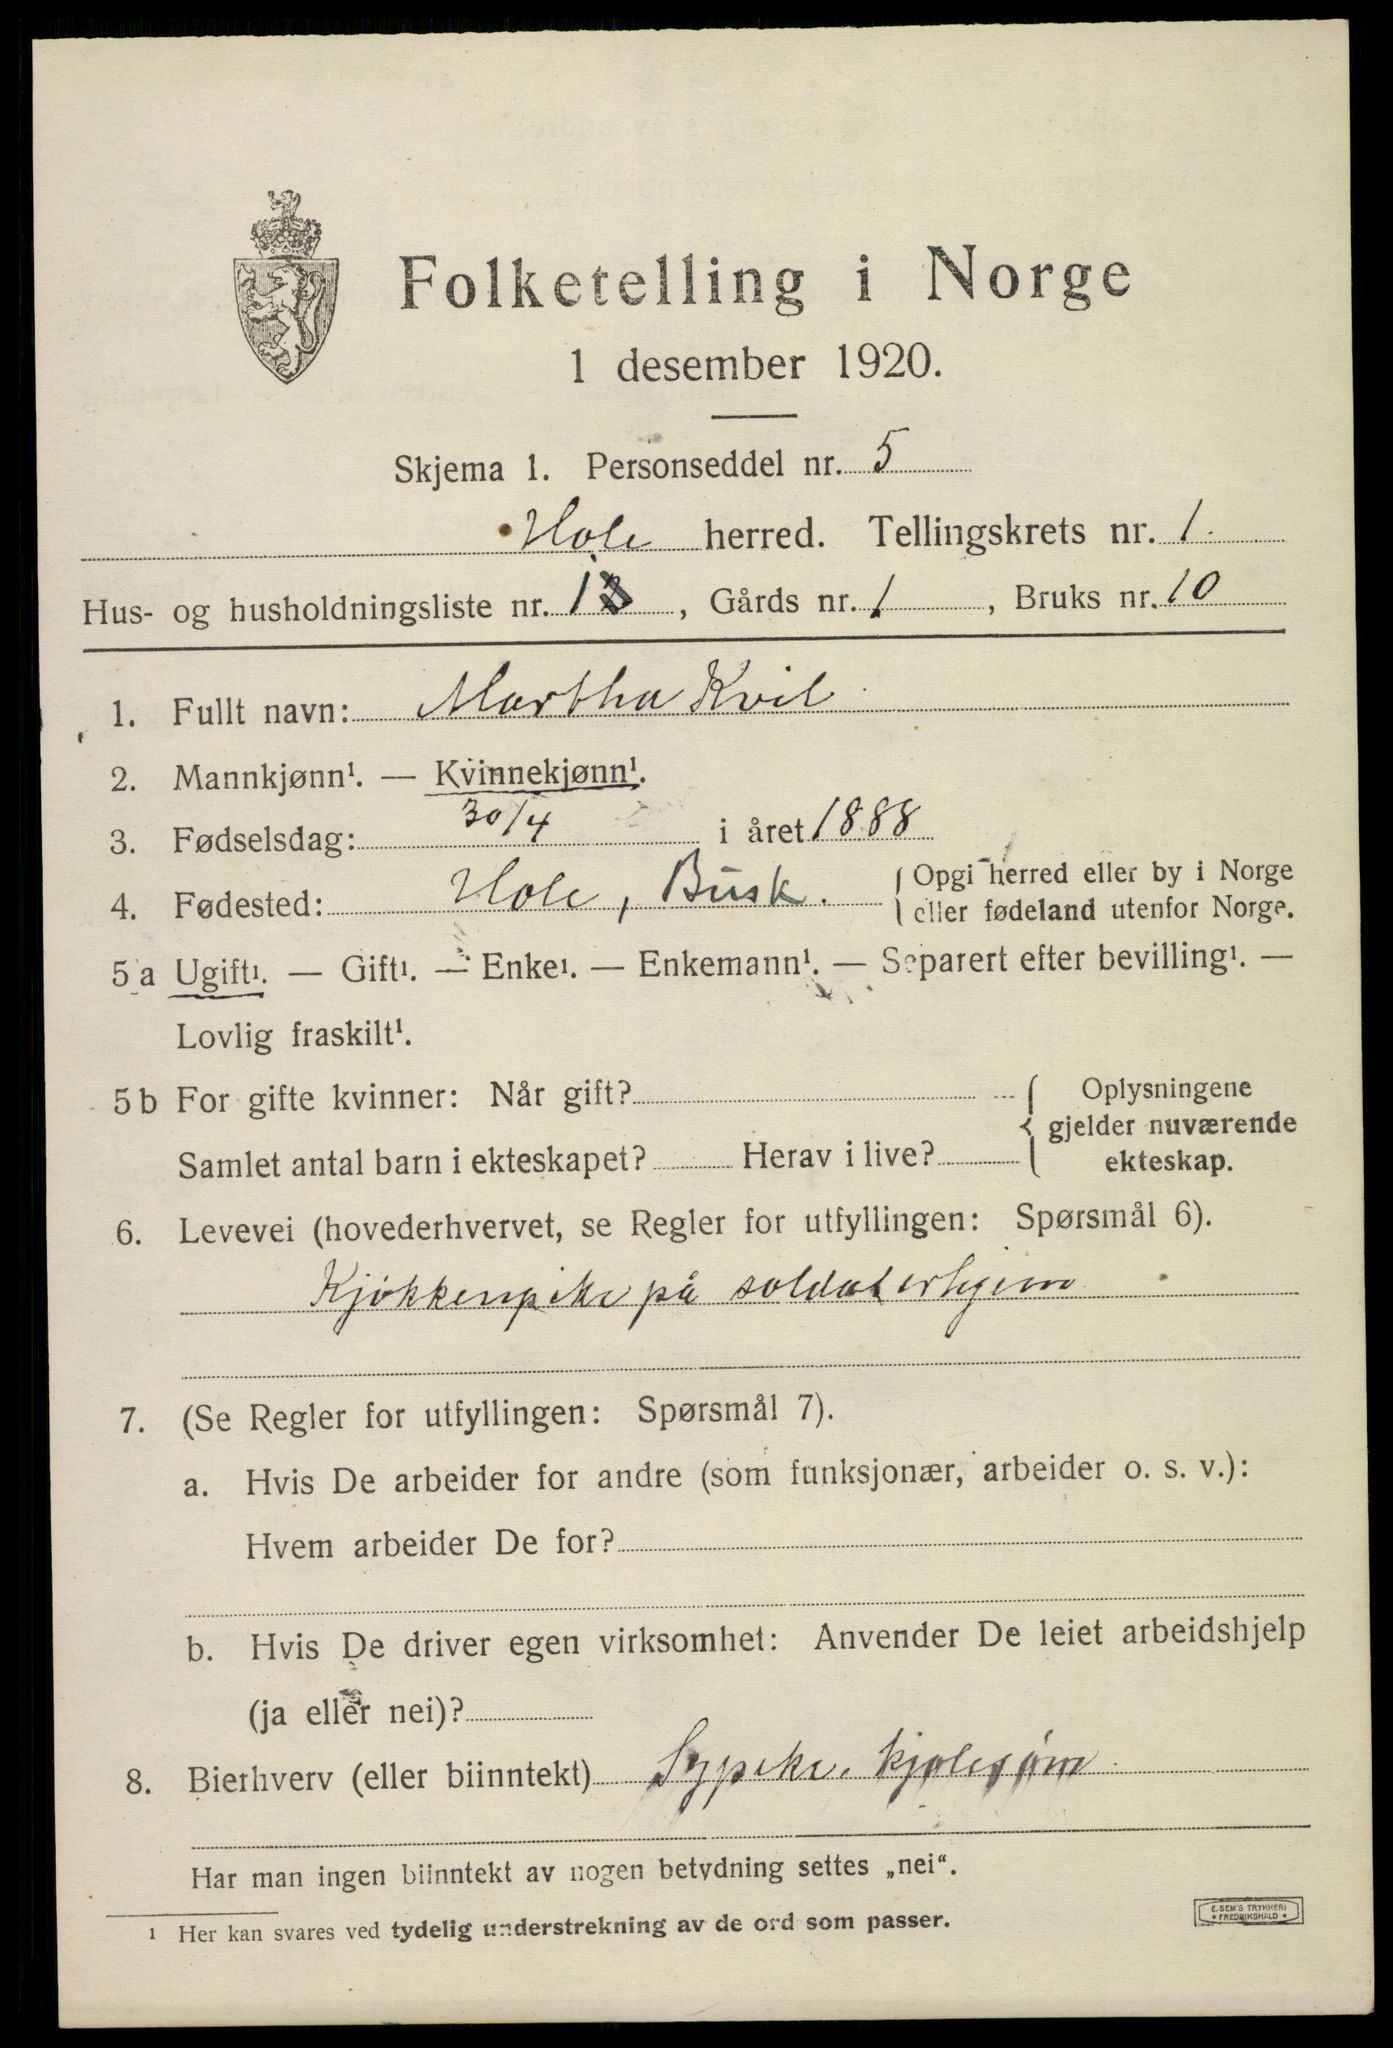 Folketelling i Norge
1 desember 1920.
Skjema 1. Personseddel nr. 5
Hole herred. Tellingskrets nr. 1.
Hus- og husholdningsliste nr. 1, Gårds nr. 1, Bruks nr. 10
1. Fullt navn: Martha Kvil
2. Mannkjønn¹. — Kvinnekjønn¹.
3. Fødselsdag: 30/4 i året 1888
4. Fødested: Hole, Busk. Opgi herred eller by i Norge
eller fødeland utenfor Norge.
5 a Ugift¹. — Gift¹. — Enke¹. — Enkemann¹. — Separert efter bevilling¹. —
Lovlig fraskilt¹.
5 b For gifte kvinner: Når gift? Oplysningene
gjelder nuværende
Samlet antal barn i ekteskapet? Herav i live? ekteskap.
6. Levevei (hovederhvervet, se Regler for utfyllingen: Spørsmål 6).
Kjøkkenpike på soldaterhjem
7. (Se Regler for utfyllingen: Spørsmål 7).
a. Hvis De arbeider for andre (som funksjonær, arbeider o. s. v.):
Hvem arbeider De for?
b. Hvis De driver egen virksomhet: Anvender De leiet arbeidshjelp
(ja eller nei)?
8. Bierhverv (eller biinntekt) Sypike. kjolesøm
Har man ingen biinntekt av nogen betydning settes „nei“.
¹ Her kan svares ved tydelig understrekning av de ord som passer.
E. SEM'S TRYKKERI
• FREDRIKSHALD •